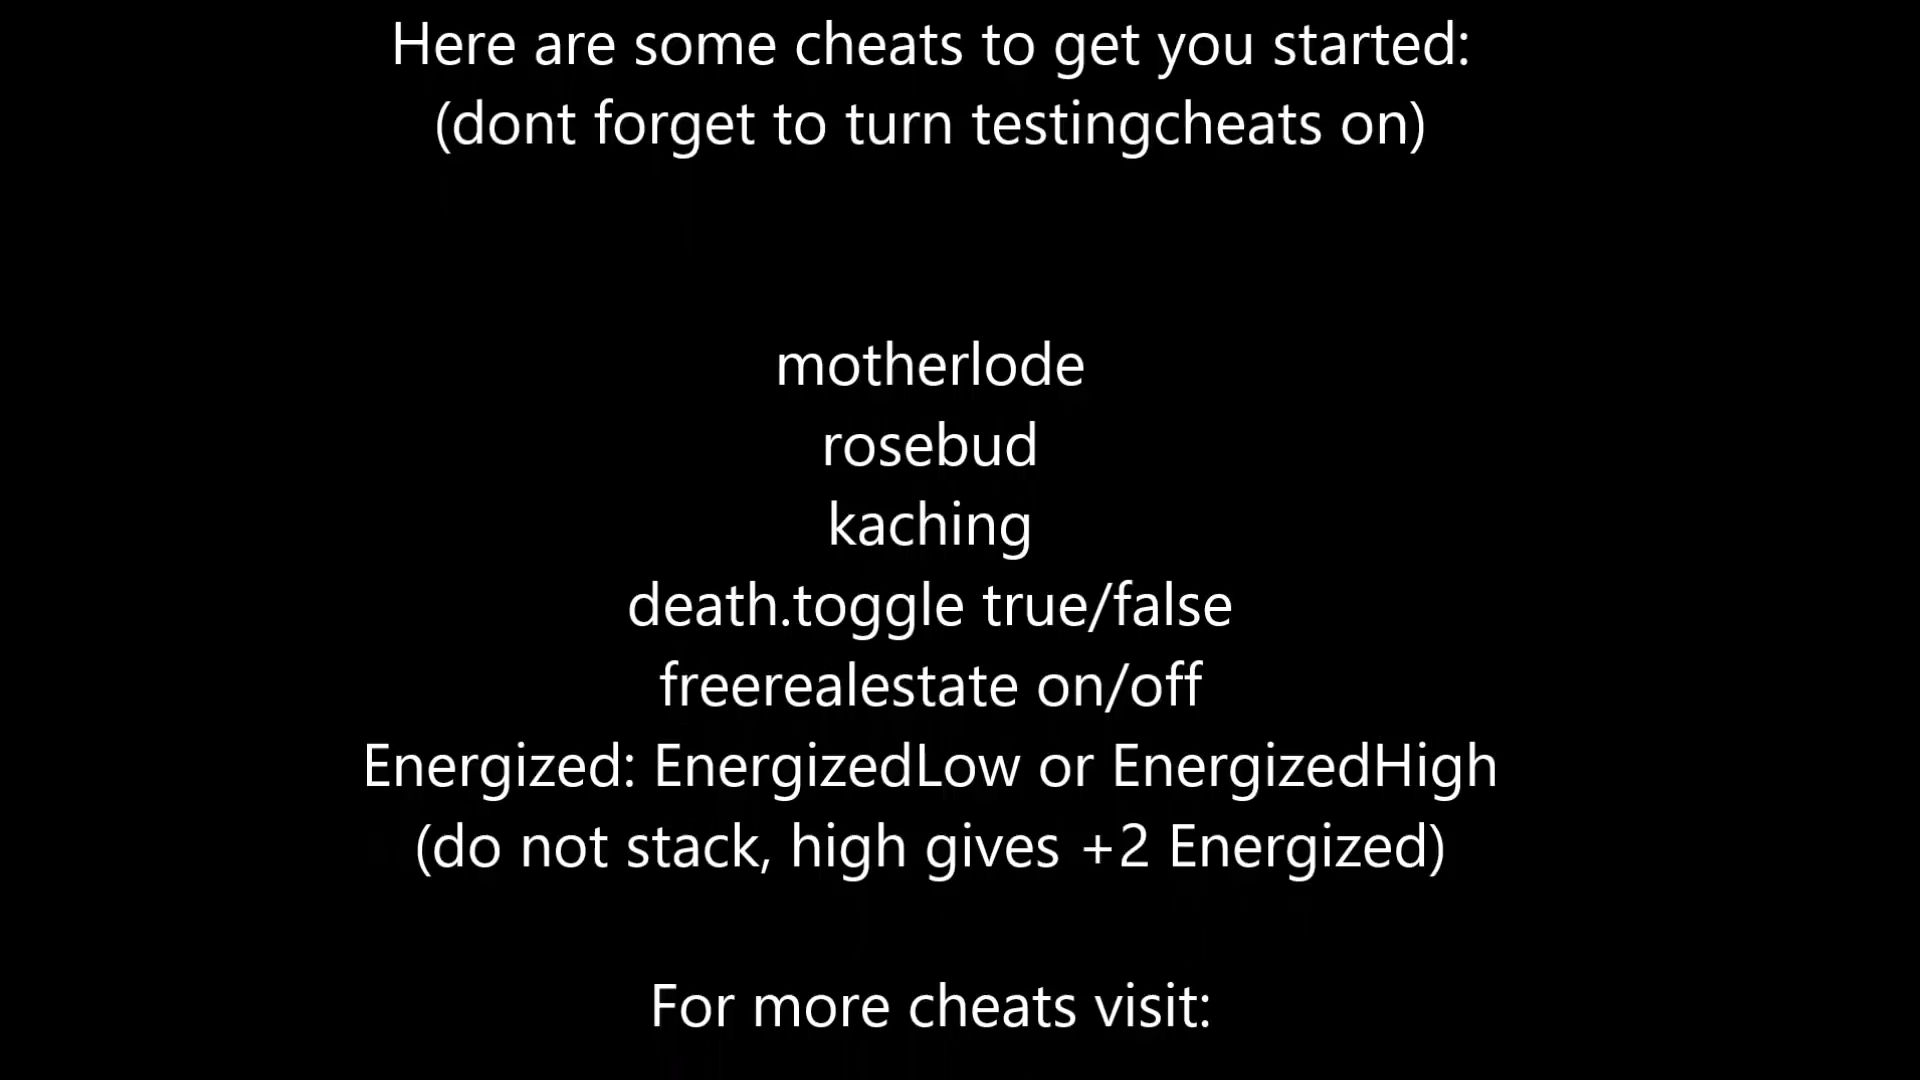 Here are some cheats to get you started:
(dont forget to turn testingcheats on)
motherlode
rosebud
kaching
death.toggle true/false
freerealestate on/off
Energized: EnergizedLow or EnergizedHigh
(do not stack, high gives +2 Energized)
For more cheats visit: